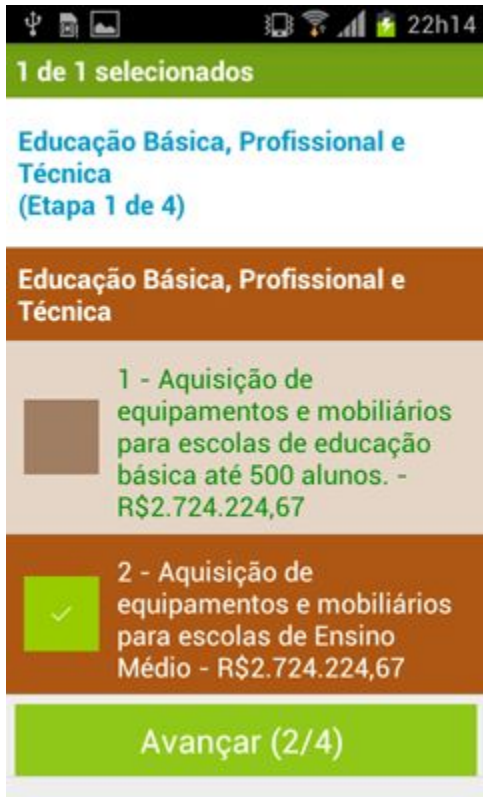 22h14
1 de 1 selecionados
Educação Básica, Profissional e
Técnica
(Etapa 1 de 4)
Educação Básica, Profissional e
Técnica
1 - Aquisição de
equipamentos e mobiliários
para escolas de educação
básica até 500 alunos. -
R$2.724.224,67
2 - Aquisição de
equipamentos e mobiliários
para escolas de Ensino
Médio - R$2.724.224,67
Avançar (2/4)